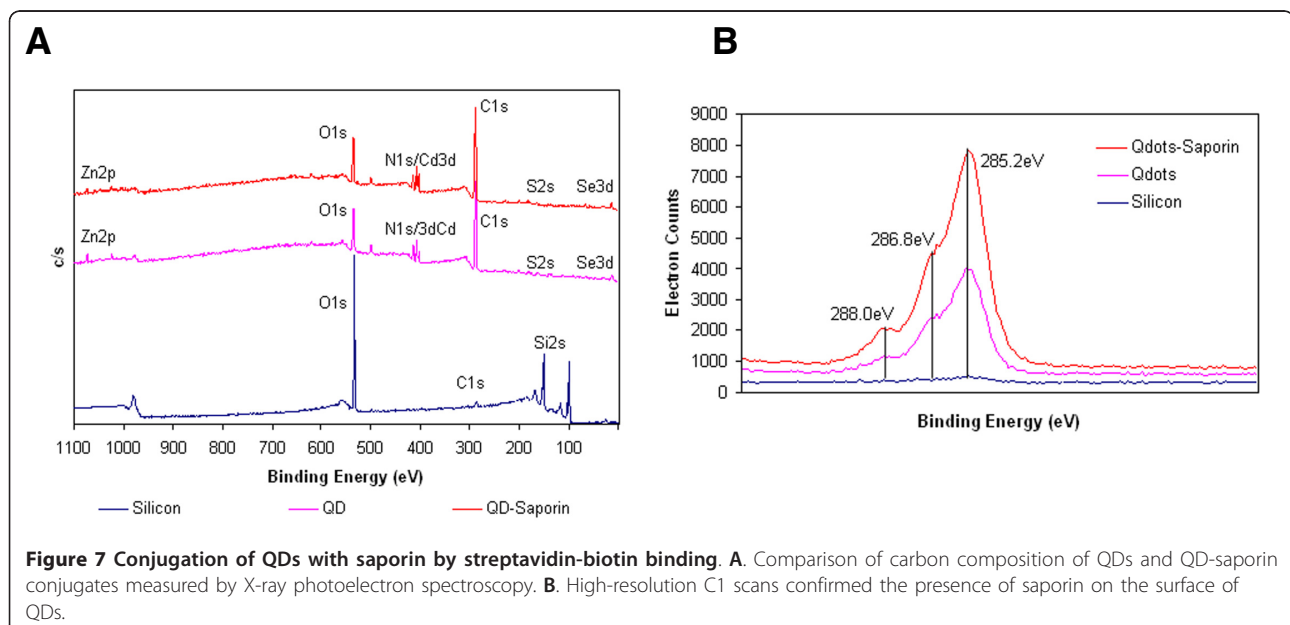 A
B
C1s
O1s
N1s/Cd3d
Zn2p
S2s
Se3d
O1s
N1s/3dCd
C1s
Zn2p
S2s
Se3d
O1s
Si2s
C1s
c/s
1100 1000 900 800 700 600 500 400 300 200 100
Binding Energy (eV)
Silicon QD QD-Saporin
9000
8000
7000
6000
5000
4000
3000
2000
1000
0
Electron Counts
Qdots-Saporin
Qdots
Silicon
285.2eV
286.8eV
288.0eV
Binding Energy (eV)
Figure 7 Conjugation of QDs with saporin by streptavidin-biotin binding. A. Comparison of carbon composition of QDs and QD-saporin
conjugates measured by X-ray photoelectron spectroscopy. B. High-resolution C1 scans confirmed the presence of saporin on the surface of
QDs.